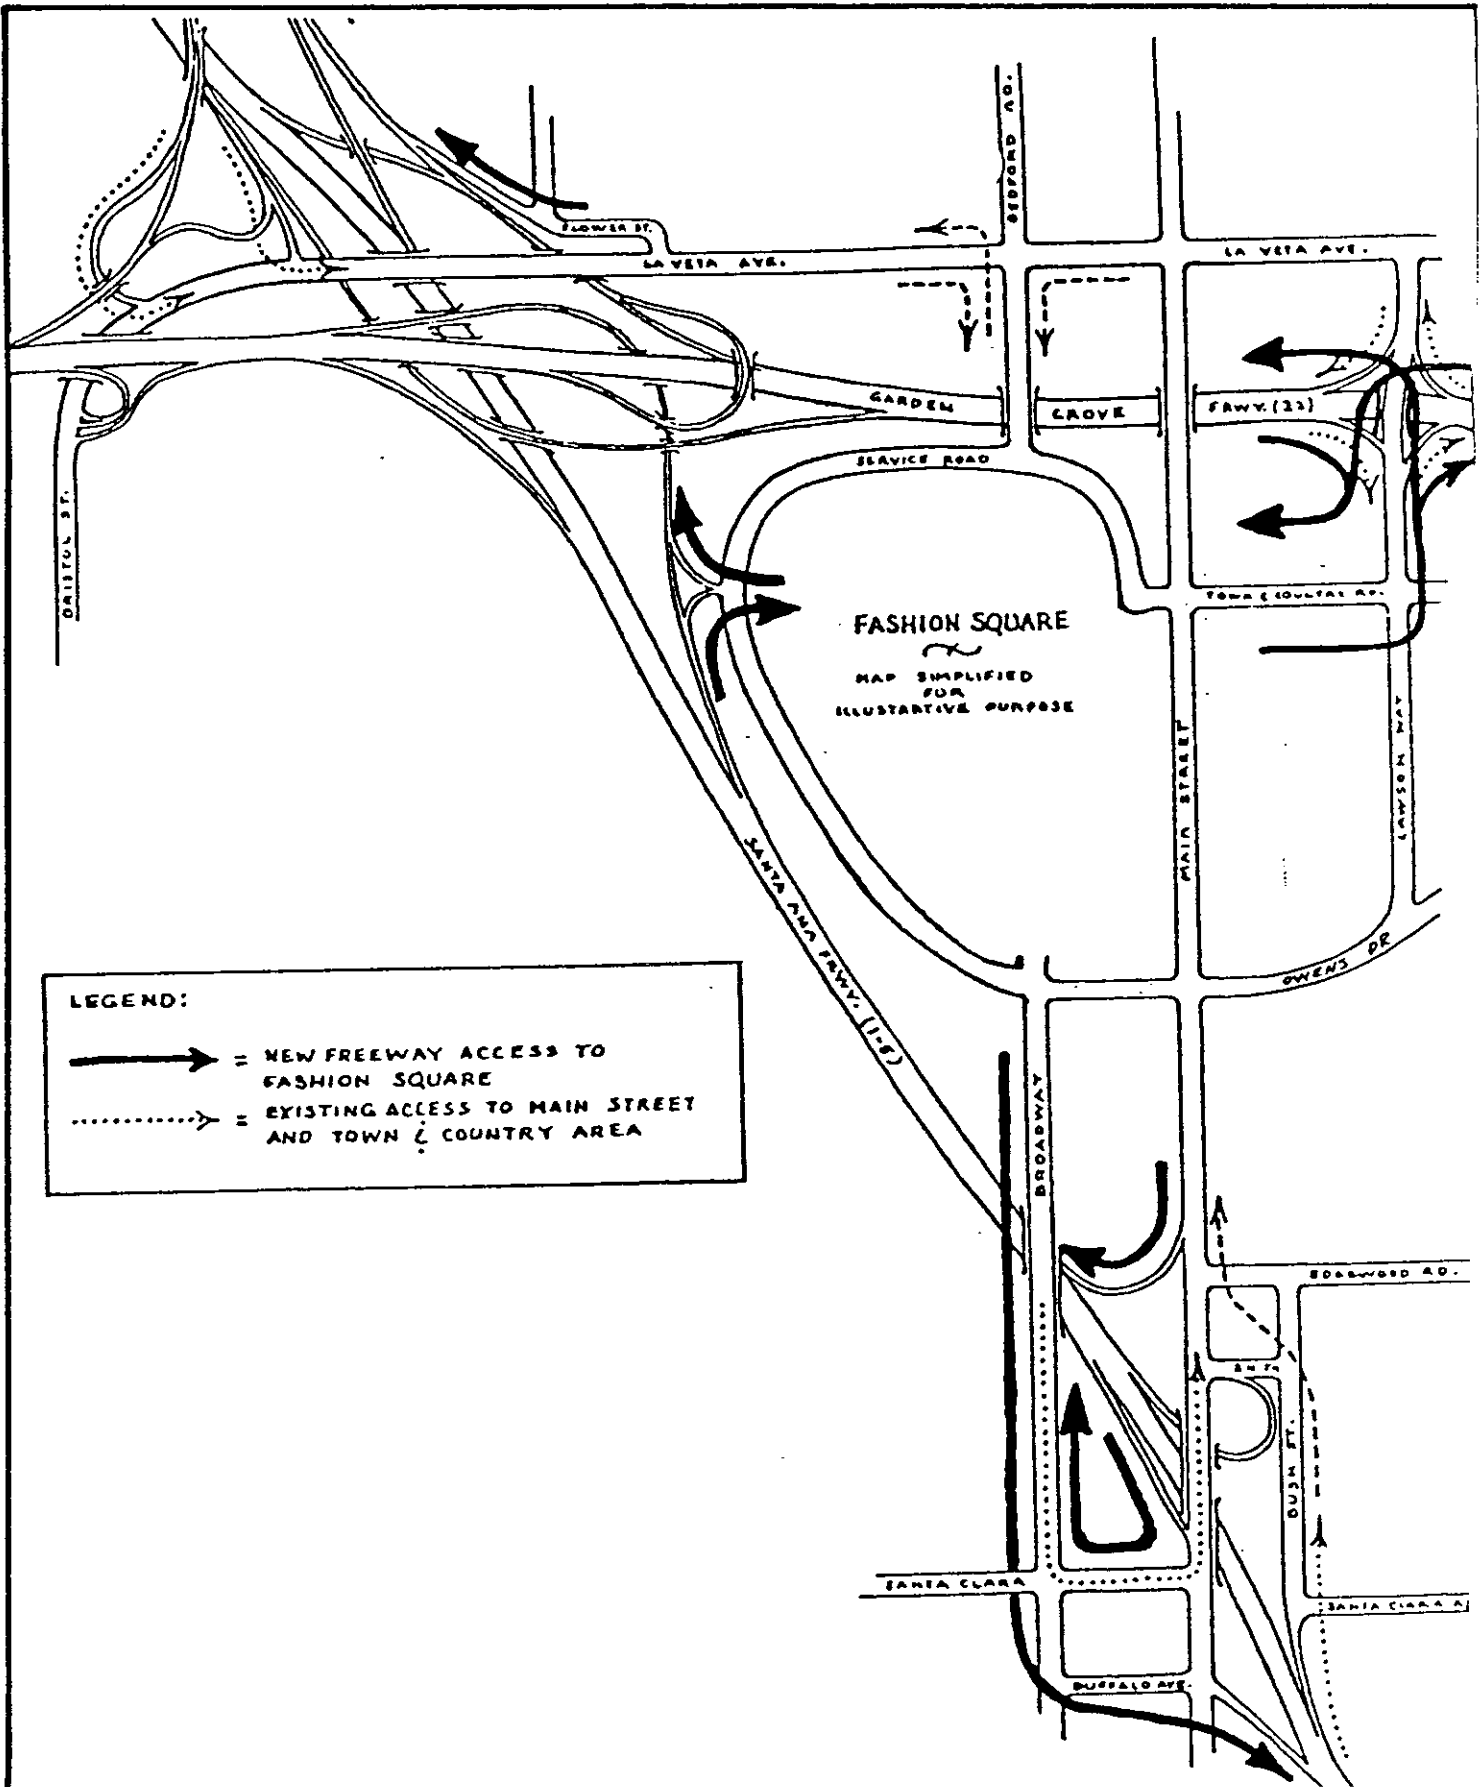 BEDFORD RD.
FLOWER ST.
LA VETA AVE.
LA VETA AVE.
GARDEN
GROVE
FRWY. (22)
SERVICE ROAD
BRISTOL ST.
TOWN & COUNTRY RD.
FASHION SQUARE
MAP SIMPLIFIED
FOR
ILLUSTARTIVE PURPOSE
MAIN STREET
LAWSON WAY
SANTA ANA FRWY. (I-5)
OWENS DR
LEGEND:
= NEW FREEWAY ACCESS TO
FASHION SQUARE
= EXISTING ACCESS TO MAIN STREET
AND TOWN & COUNTRY AREA
BROADWAY
EDGEWOOD RD.
BUSH ST.
SANTA CLARA
SANTA CLARA A
BUFFALO AVE.